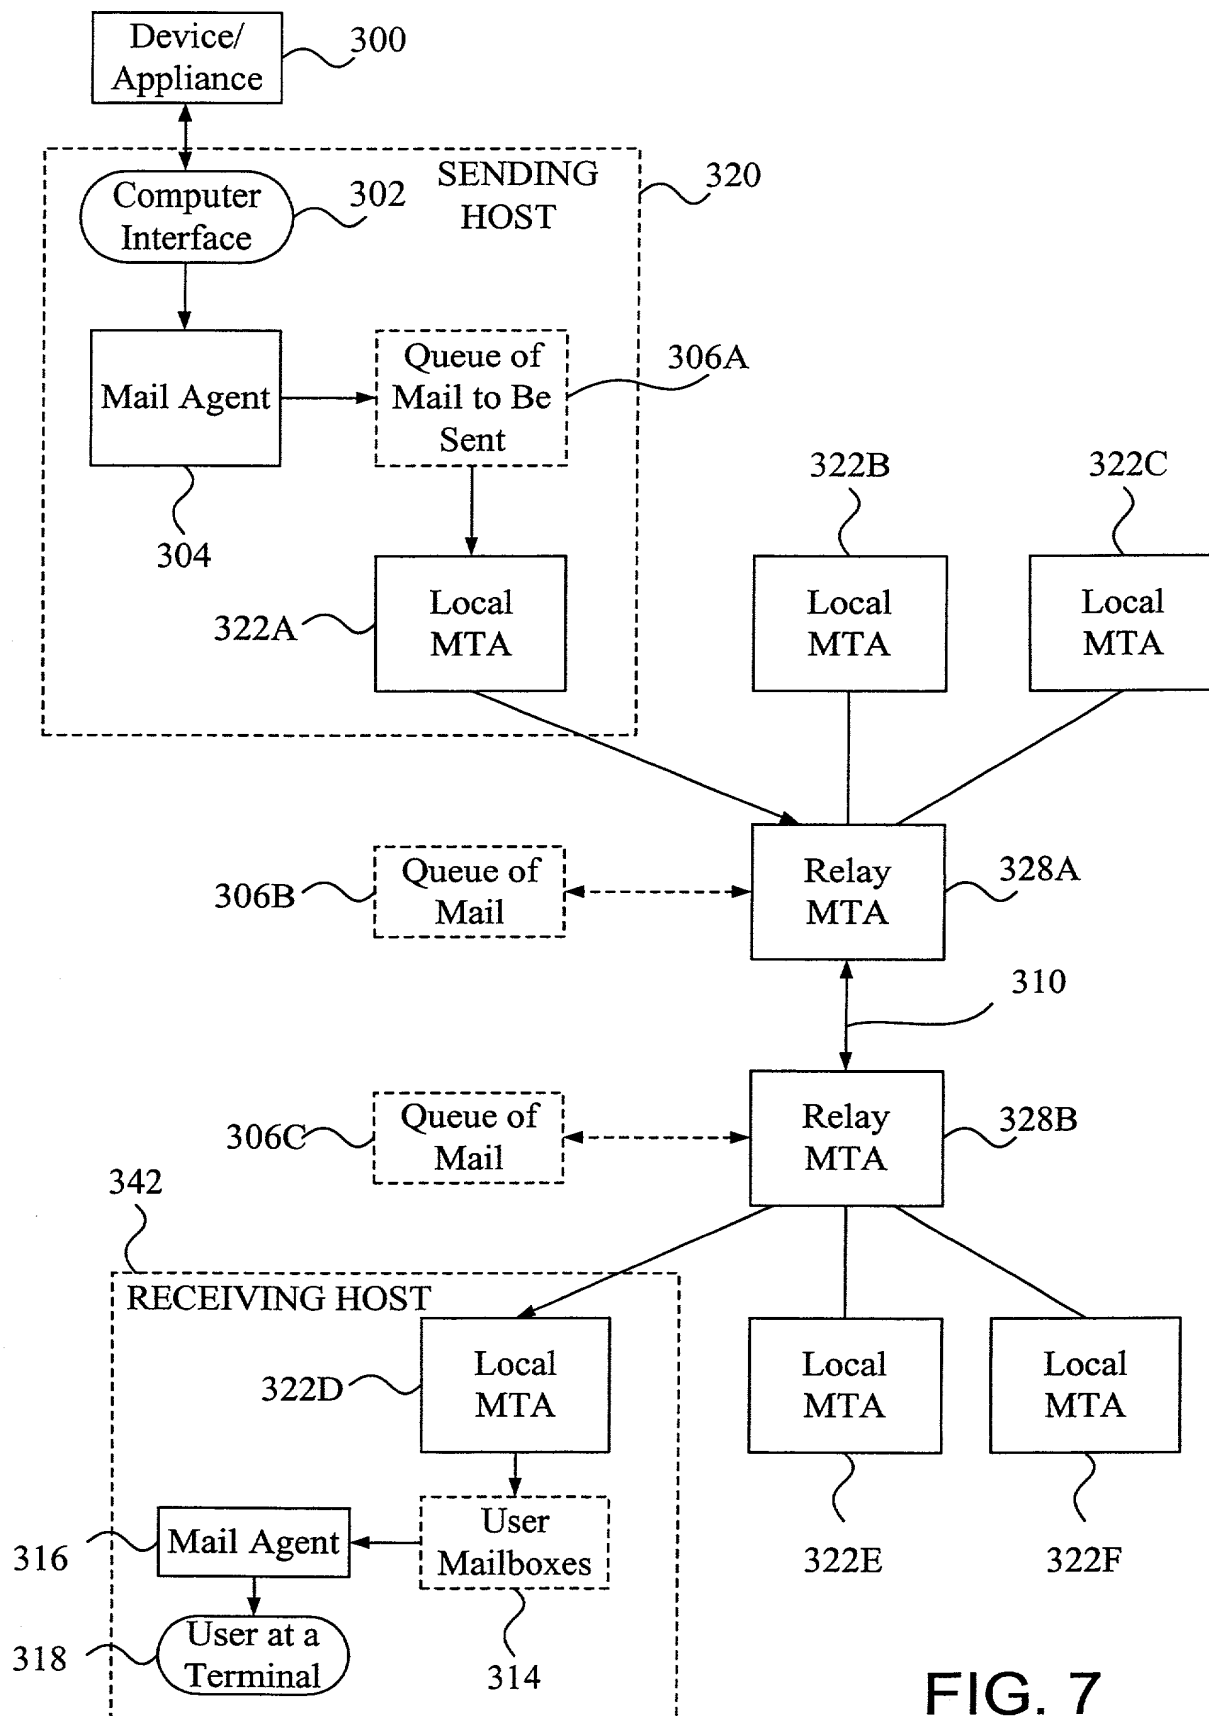 Device/
Appliance
300
SENDING
HOST
320
Computer
Interface
302
Mail Agent
304
Queue of
Mail to Be
Sent
306A
322B
322C
Local
MTA
322A
Local
MTA
Local
MTA
Queue of
Mail
306B
Relay
MTA
328A
310
Queue of
Mail
306C
Relay
MTA
328B
342
RECEIVING HOST
Local
MTA
322D
Local
MTA
Local
MTA
322E
322F
User
Mailboxes
314
Mail Agent
316
User at a
Terminal
318
FIG. 7